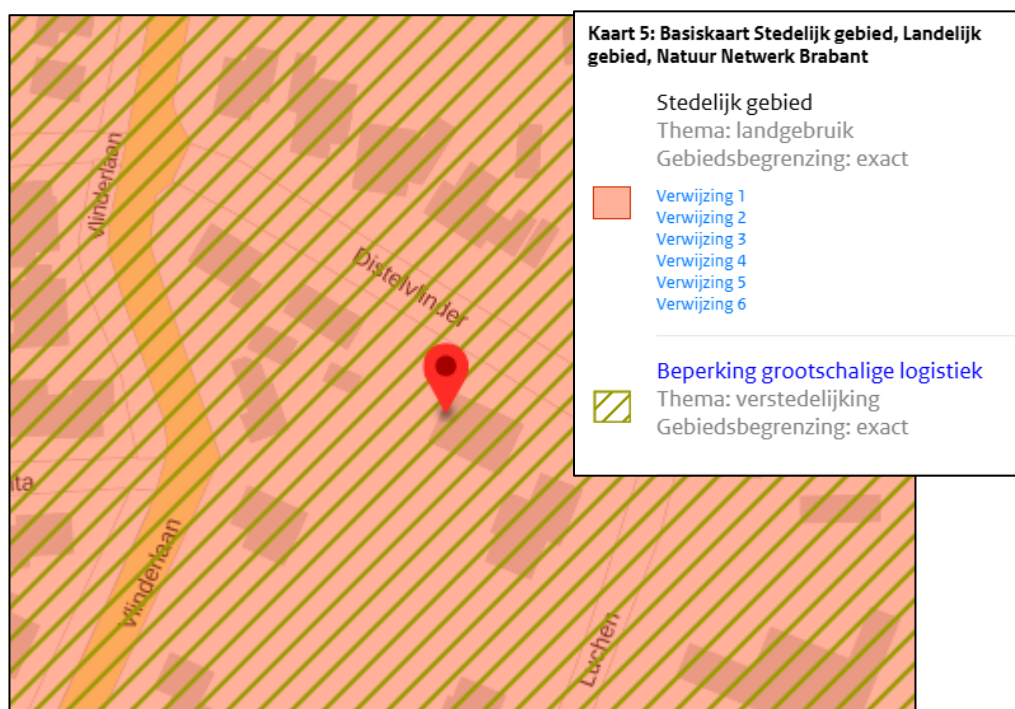 Kaart 5: Basiskaart Stedelijk gebied, Landelijk
gebied, Natuur Netwerk Brabant
Stedelijk gebied
Thema: landgebruik
Gebiedsbegrenzing: exact
Verwijzing 1
Verwijzing 2
Verwijzing 3
Verwijzing 4
Verwijzing 5
Verwijzing 6
Beperking grootschalige logistiek
Thema: verstedelijking
Gebiedsbegrenzing: exact
Vlinderlaan
Distelvlinder
ta
Vlinderlaan
Luchen